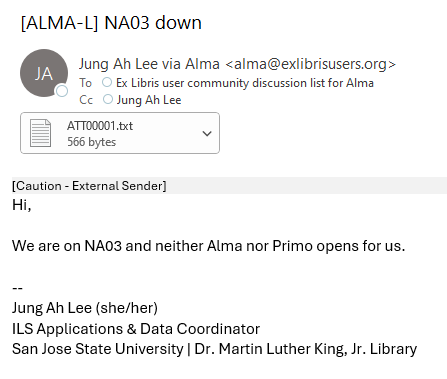 [ALMA-L] NA03 down
JA
Jung Ah Lee via Alma <alma@exlibrisusers.org>
To Ex Libris user community discussion list for Alma
Cc Jung Ah Lee
ATT00001.txt
566 bytes
[Caution - External Sender]
Hi,
We are on NA03 and neither Alma nor Primo opens for us.
--
Jung Ah Lee (she/her)
ILS Applications & Data Coordinator
San Jose State University | Dr. Martin Luther King, Jr. Library